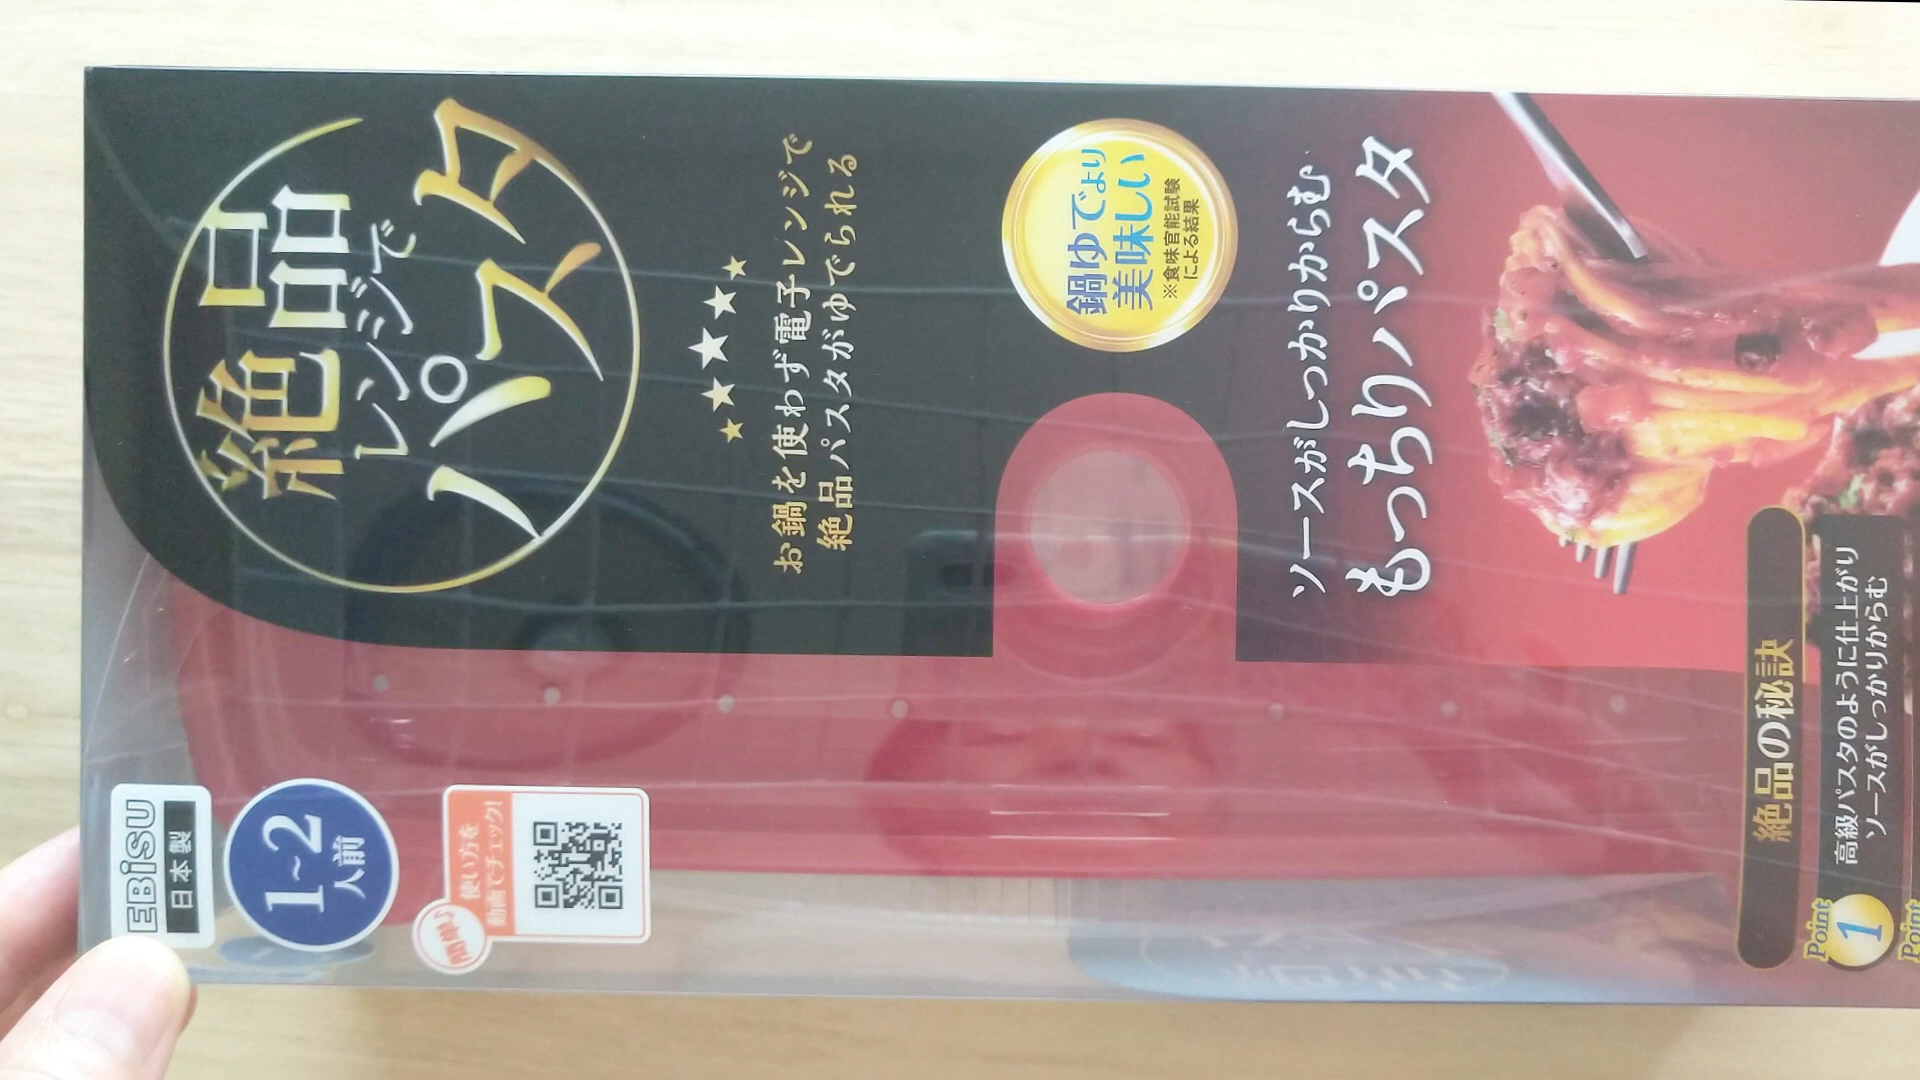 EBiSU
日本製
1~2
人前
簡単♪
使い方を
動画でチェック!
絶品
レンジで
パスタ
お鍋を使わず電子レンジで
絶品パスタがゆでられる
鍋ゆでより
美味しい
※食味官能試験
による結果
ソースがしっかりからむ
もっちりパスタ
絶品の秘訣
Point
1
高級パスタのように仕上がり
ソースがしっかりからむ
Point